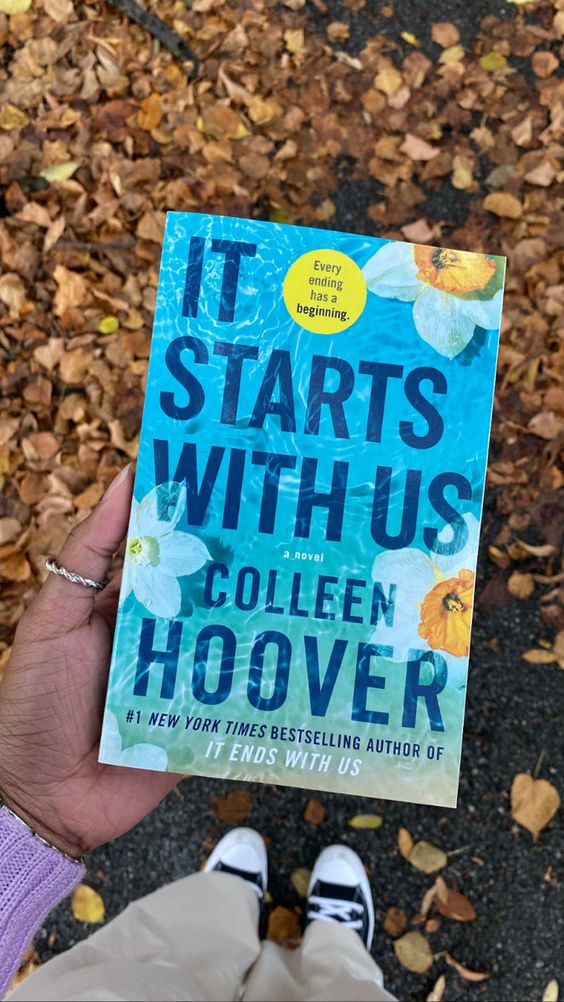 IT
Every
ending
has a
beginning.
STARTS
WITH US
a novel
COLLEEN
HOOVER
#1 NEW YORK TIMES BESTSELLING AUTHOR OF
IT ENDS WITH US